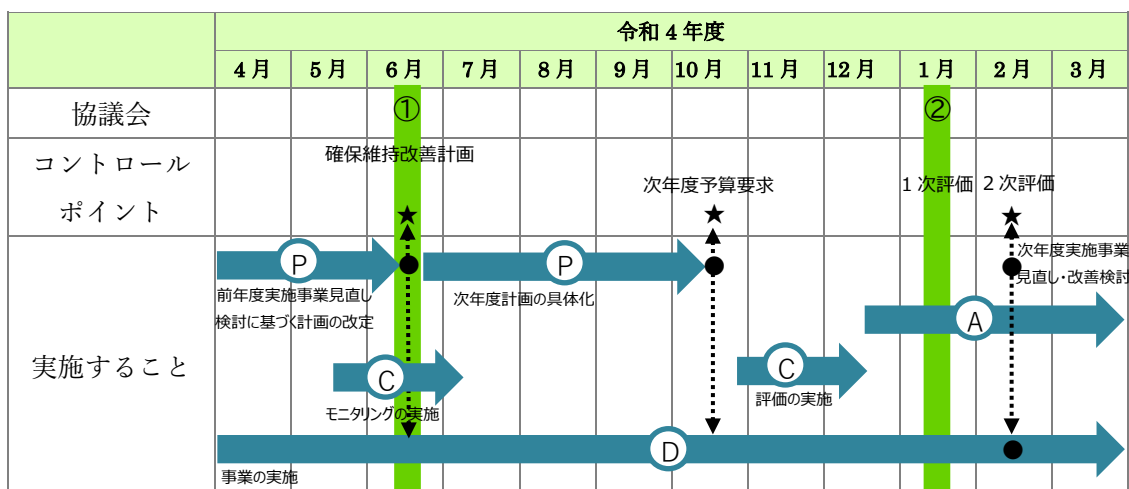 令和4年度
4月 5月 6月 7月 8月 9月 10月 11月 12月 1月 2月 3月
協議会
① ②
コントロール
ポイント
確保維持改善計画
次年度予算要求
1次評価 2次評価
★ ★ ★
実施すること
P P
前年度実施事業見直し
検討に基づく計画の改定
次年度計画の具体化
次年度実施事業
見直し・改善検討
A
C C
モニタリングの実施
評価の実施
D
事業の実施